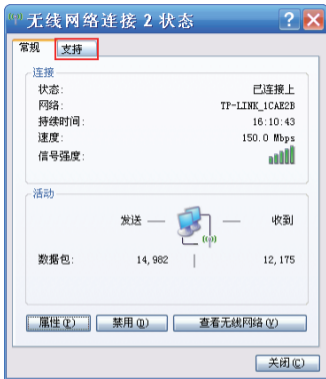 无线网络连接 2 状态
常规 支持
连接
状态: 已连接上
网络: TP-LINK_1CAE2B
持续时间: 16:10:43
速度: 150.0 Mbps
信号强度:
活动
发送 — — 收到
数据包: 14,982 | 12,175
属性(P) 禁用(D) 查看无线网络(V)
关闭(C)